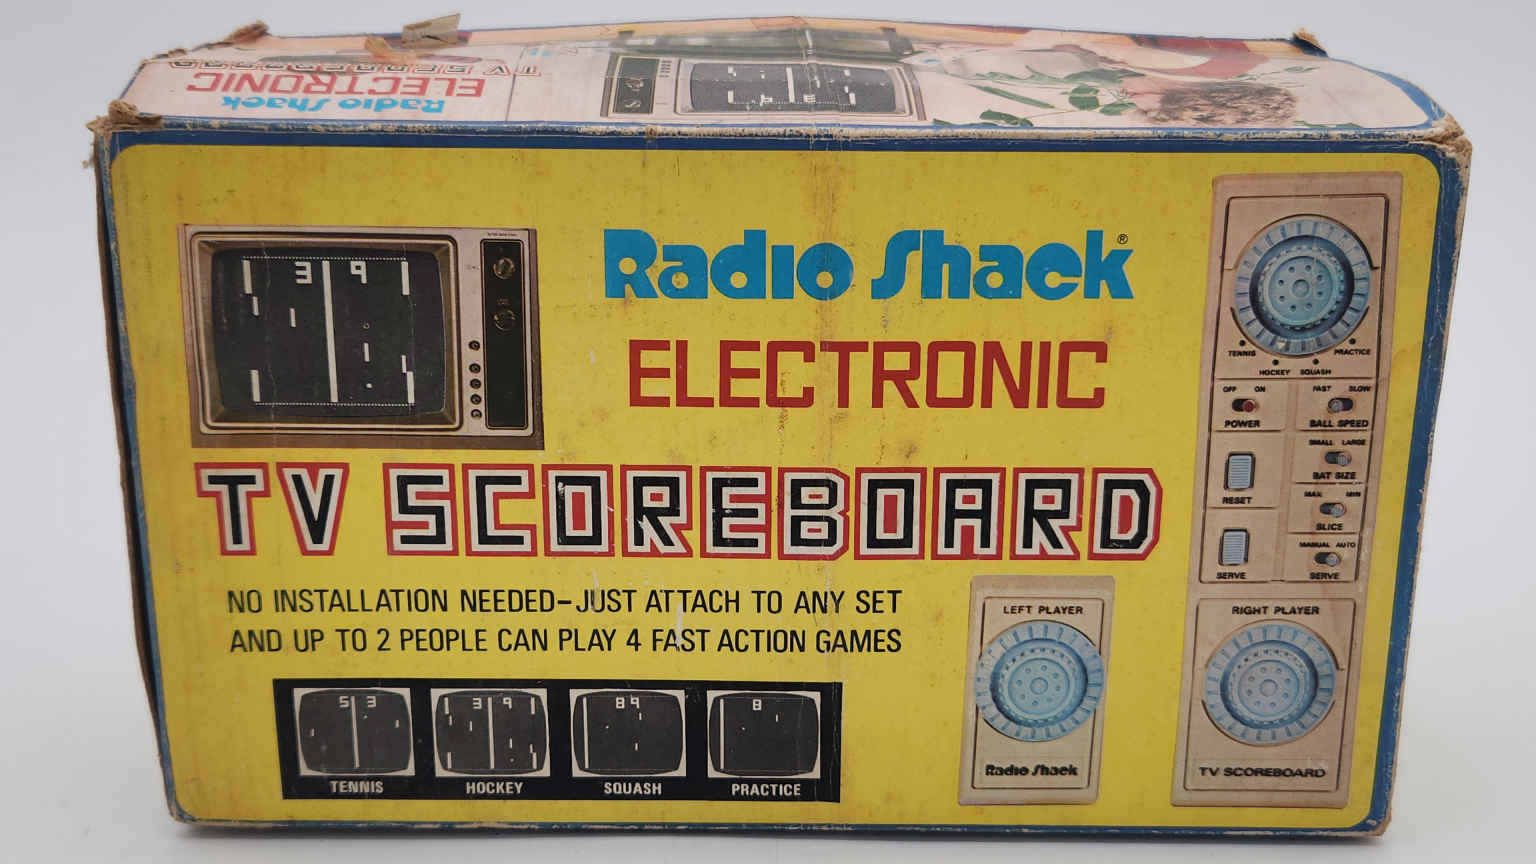 Radio Shack
ELECTRONIC
TV SCOREBOARD
3 9
Radio Shack®
ELECTRONIC
TV SCOREBOARD
NO INSTALLATION NEEDED-JUST ATTACH TO ANY SET
AND UP TO 2 PEOPLE CAN PLAY 4 FAST ACTION GAMES
5 3
3 9
89
8
TENNIS
HOCKEY
SQUASH
PRACTICE
LEFT PLAYER
Radio Shack
TENNIS
HOCKEY
SQUASH
PRACTICE
OFF ON
POWER
FAST SLOW
BALL SPEED
SMALL LARGE
BAT SIZE
RESET
MAX MIN
SLICE
MANUAL AUTO
SERVE
SERVE
RIGHT PLAYER
TV SCOREBOARD